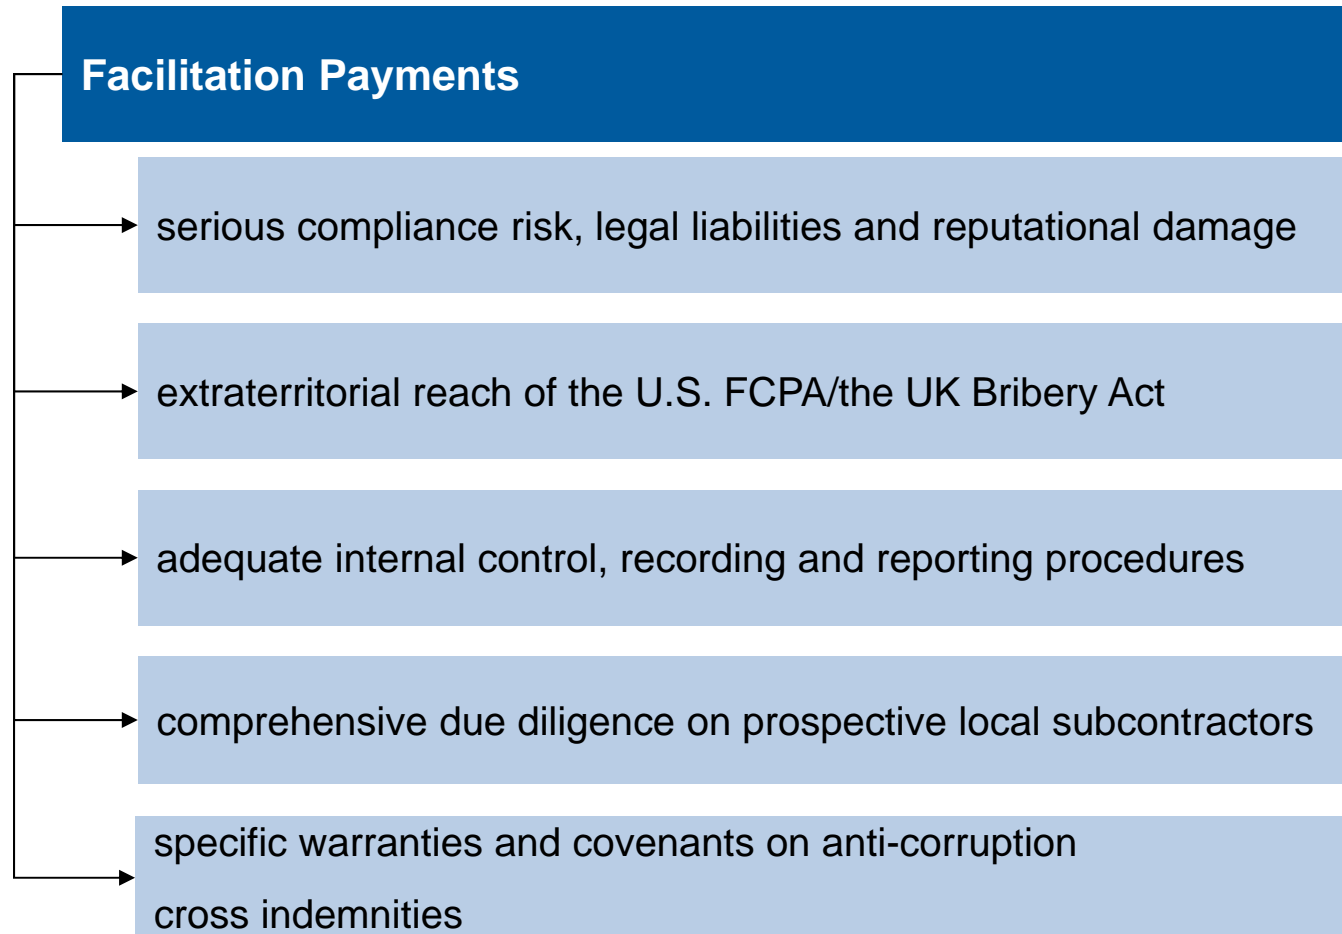 Facilitation Payments
serious compliance risk, legal liabilities and reputational damage
extraterritorial reach of the U.S. FCPA/the UK Bribery Act
adequate internal control, recording and reporting procedures
comprehensive due diligence on prospective local subcontractors
specific warranties and covenants on anti-corruption
cross indemnities